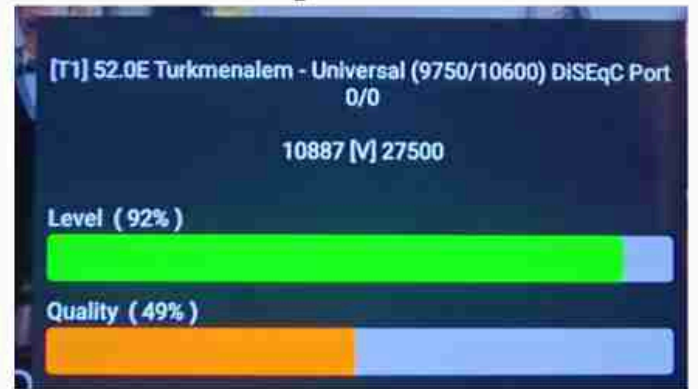 [T1] 52.0E Turkmenalem - Universal (9750/10600) DiSEqC Port
0/0
10887 [V] 27500
Level ( 92% )
Quality ( 49% )